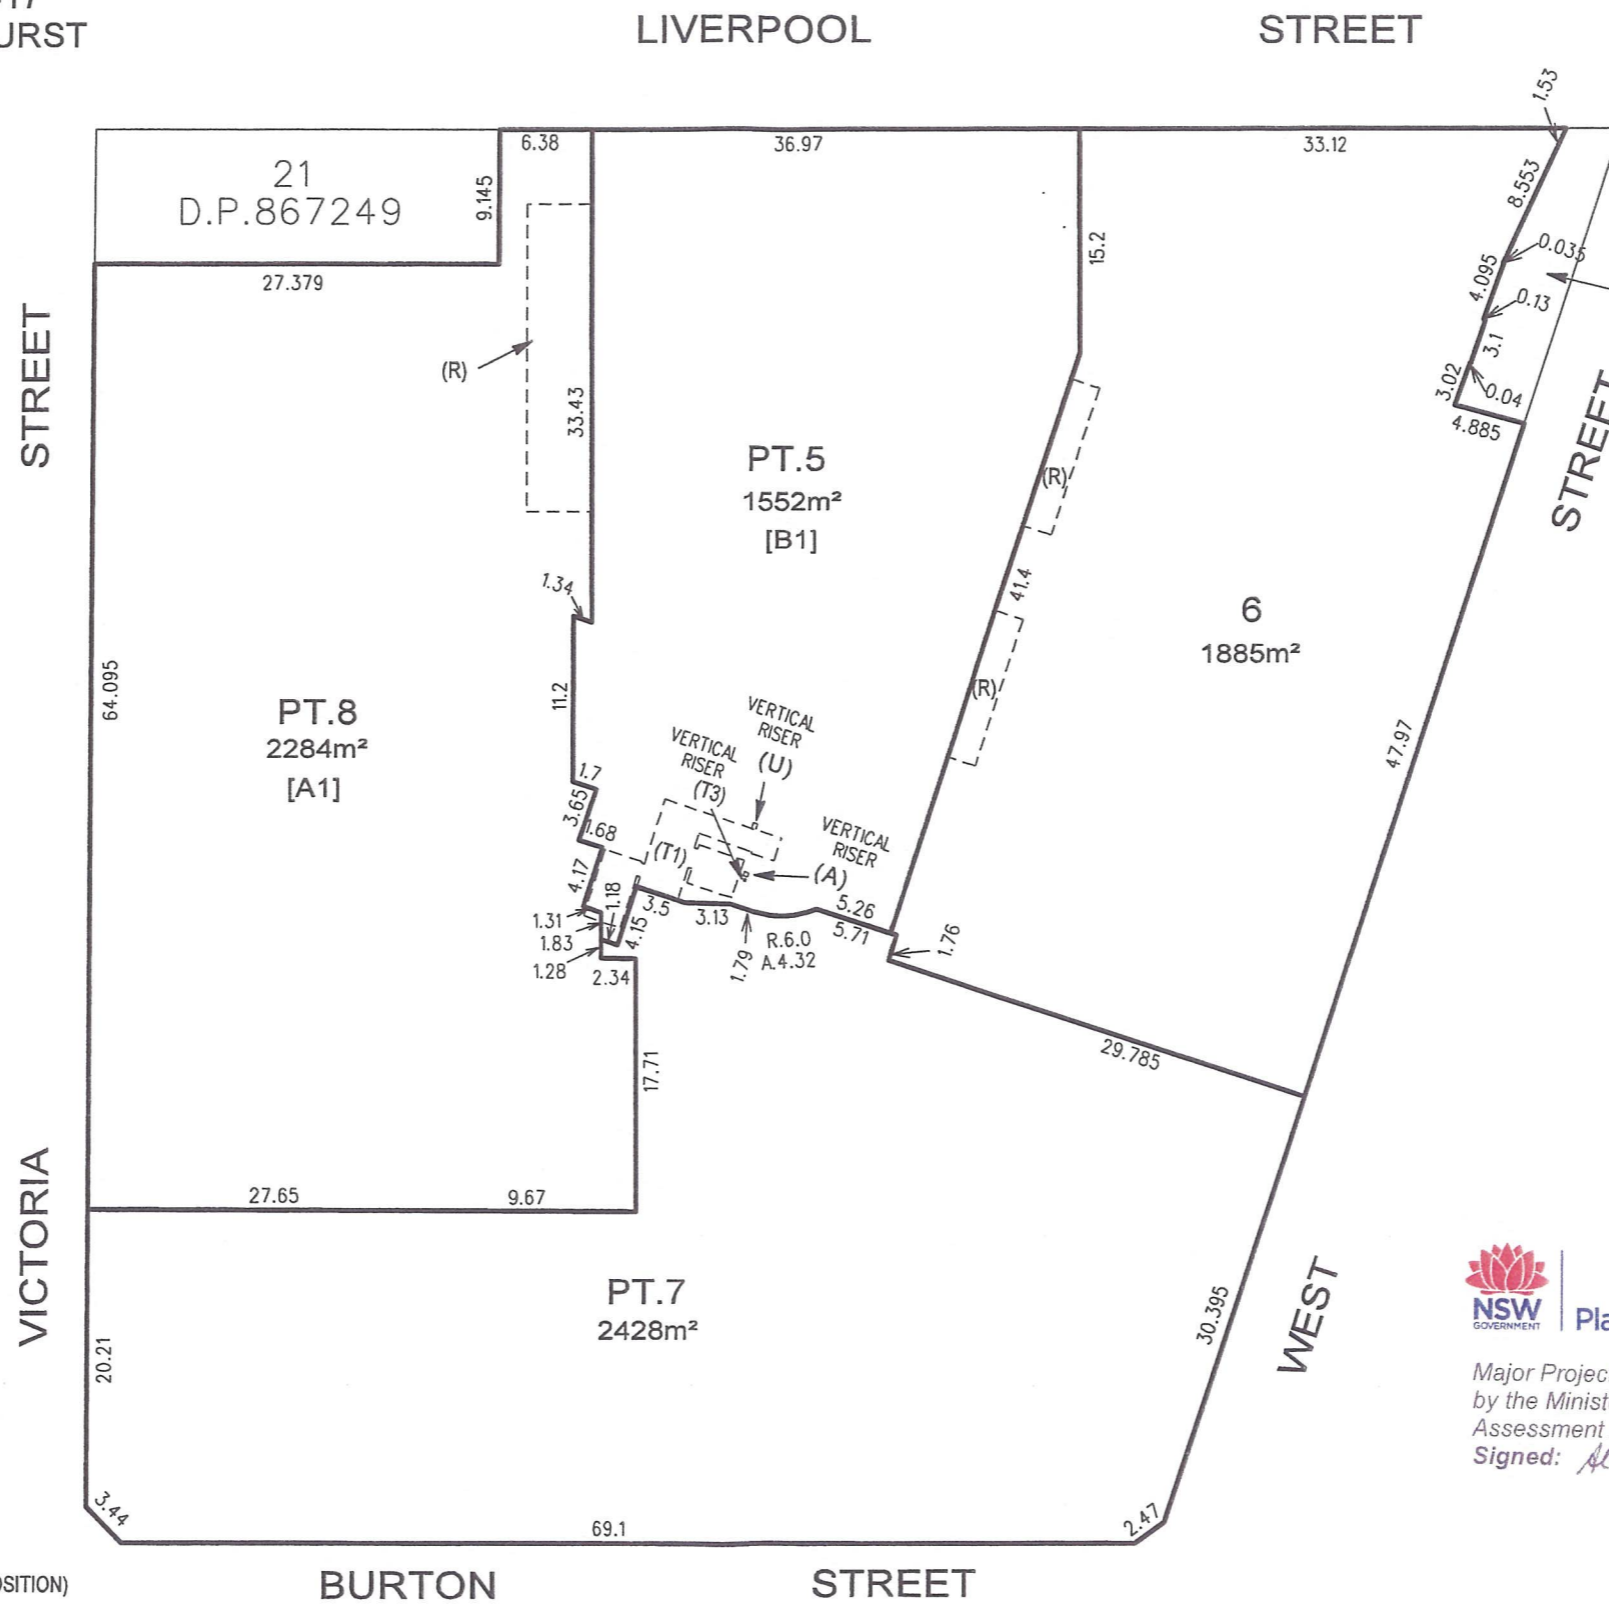 LIVERPOOL STREET
1.53
6.38
36.97
33.12
21
D.P.867249
9.145
8.553
0.035
27.379
15.2
4.095
0.13
3.1
STREET
(R)
3.02
0.04
4.885
STREET
33.43
PT.5
1552m²
[B1]
(R)
1.34
41.4
6
1885m²
64.095
11.2
PT.8
2284m²
[A1]
(R)
VERTICAL
RISER
(U)
VERTICAL
RISER
(T3)
47.97
1.7
3.65
1.68
(T1)
VERTICAL
RISER
(A)
4.17
1.18
3.5
3.13
5.26
5.71
1.31
1.83
1.28
4.15
2.34
1.79
R.6.0
A.4.32
1.76
29.785
17.71
27.65
9.67
VICTORIA
PT.7
2428m²
20.21
30.395
WEST
NSW
GOVERNMENT
Major Projec
by the Minist
Assessment
Signed:
3.44
69.1
2.47
BURTON STREET